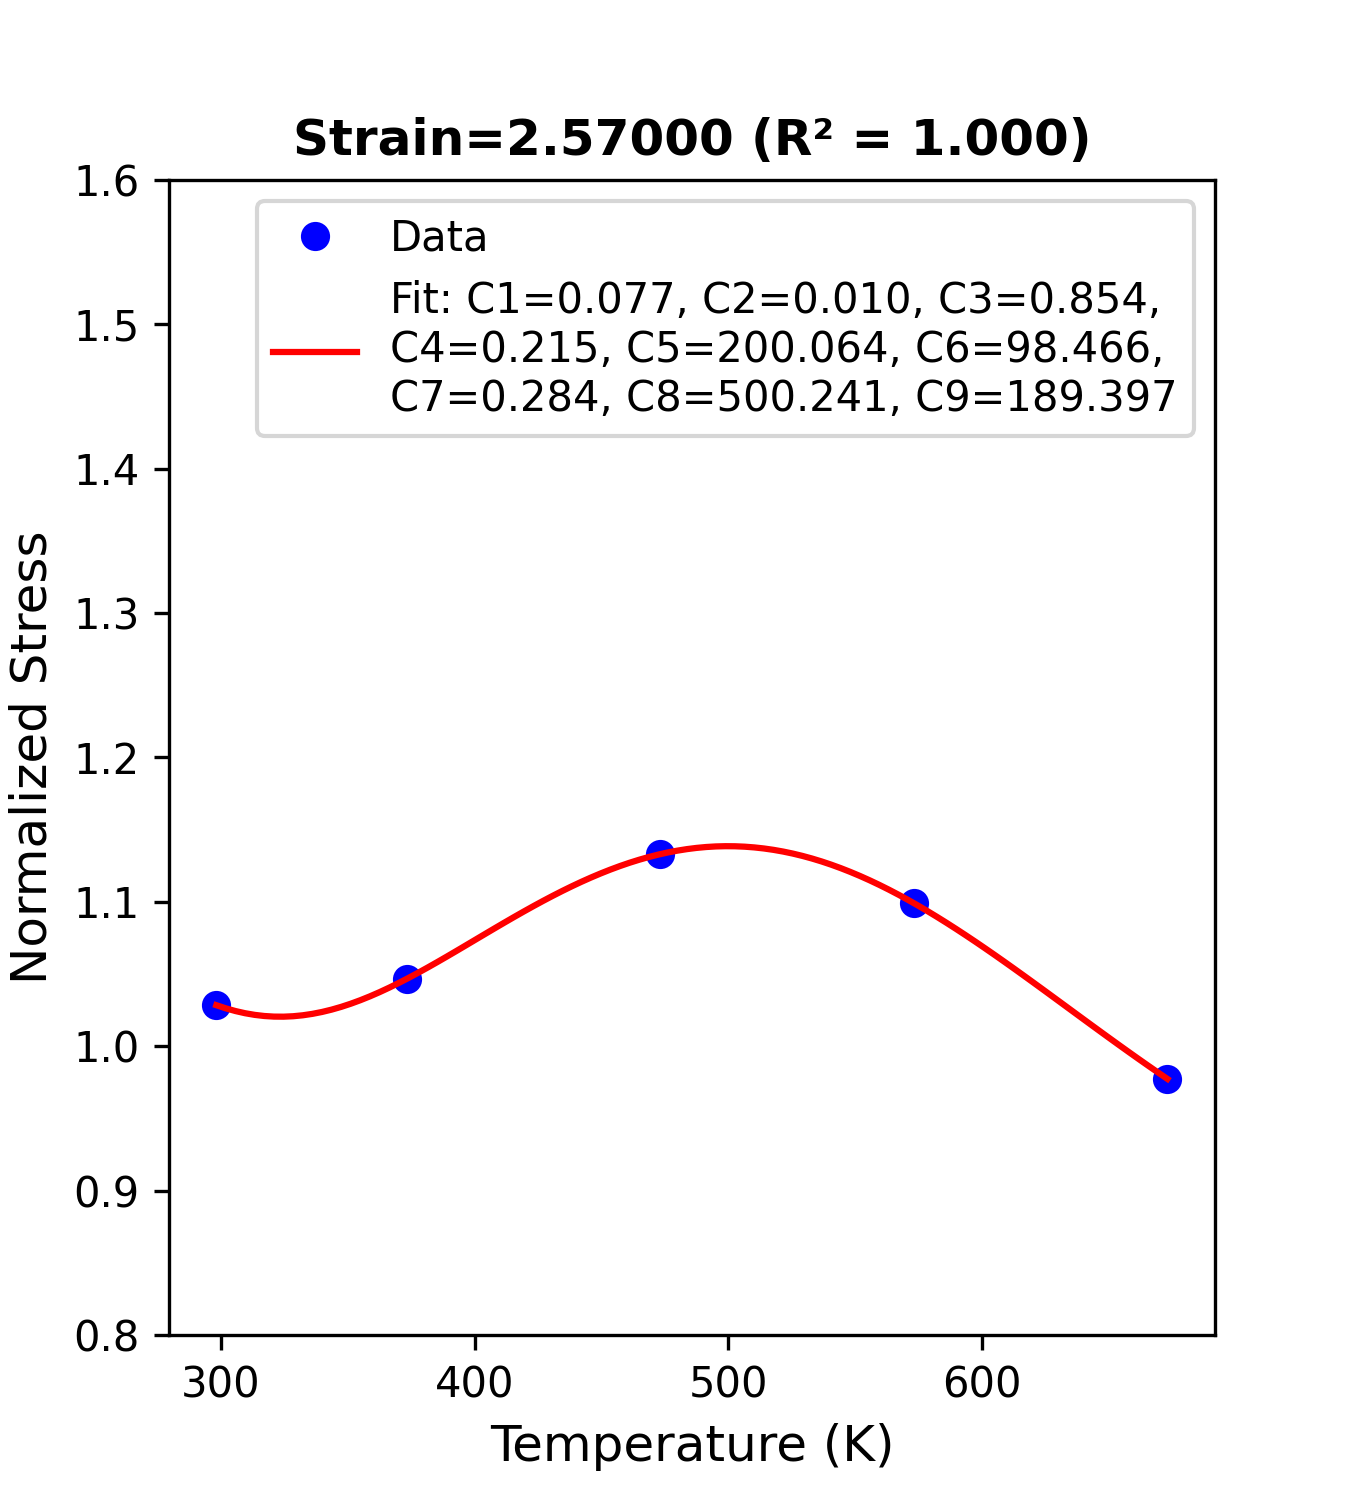 Strain=2.57000 (R² = 1.000)
1.6
1.5
1.4
1.3
1.2
1.1
1.0
0.9
0.8
Normalized Stress
Data
Fit: C1=0.077, C2=0.010, C3=0.854,
C4=0.215, C5=200.064, C6=98.466,
C7=0.284, C8=500.241, C9=189.397
300 400 500 600
Temperature (K)